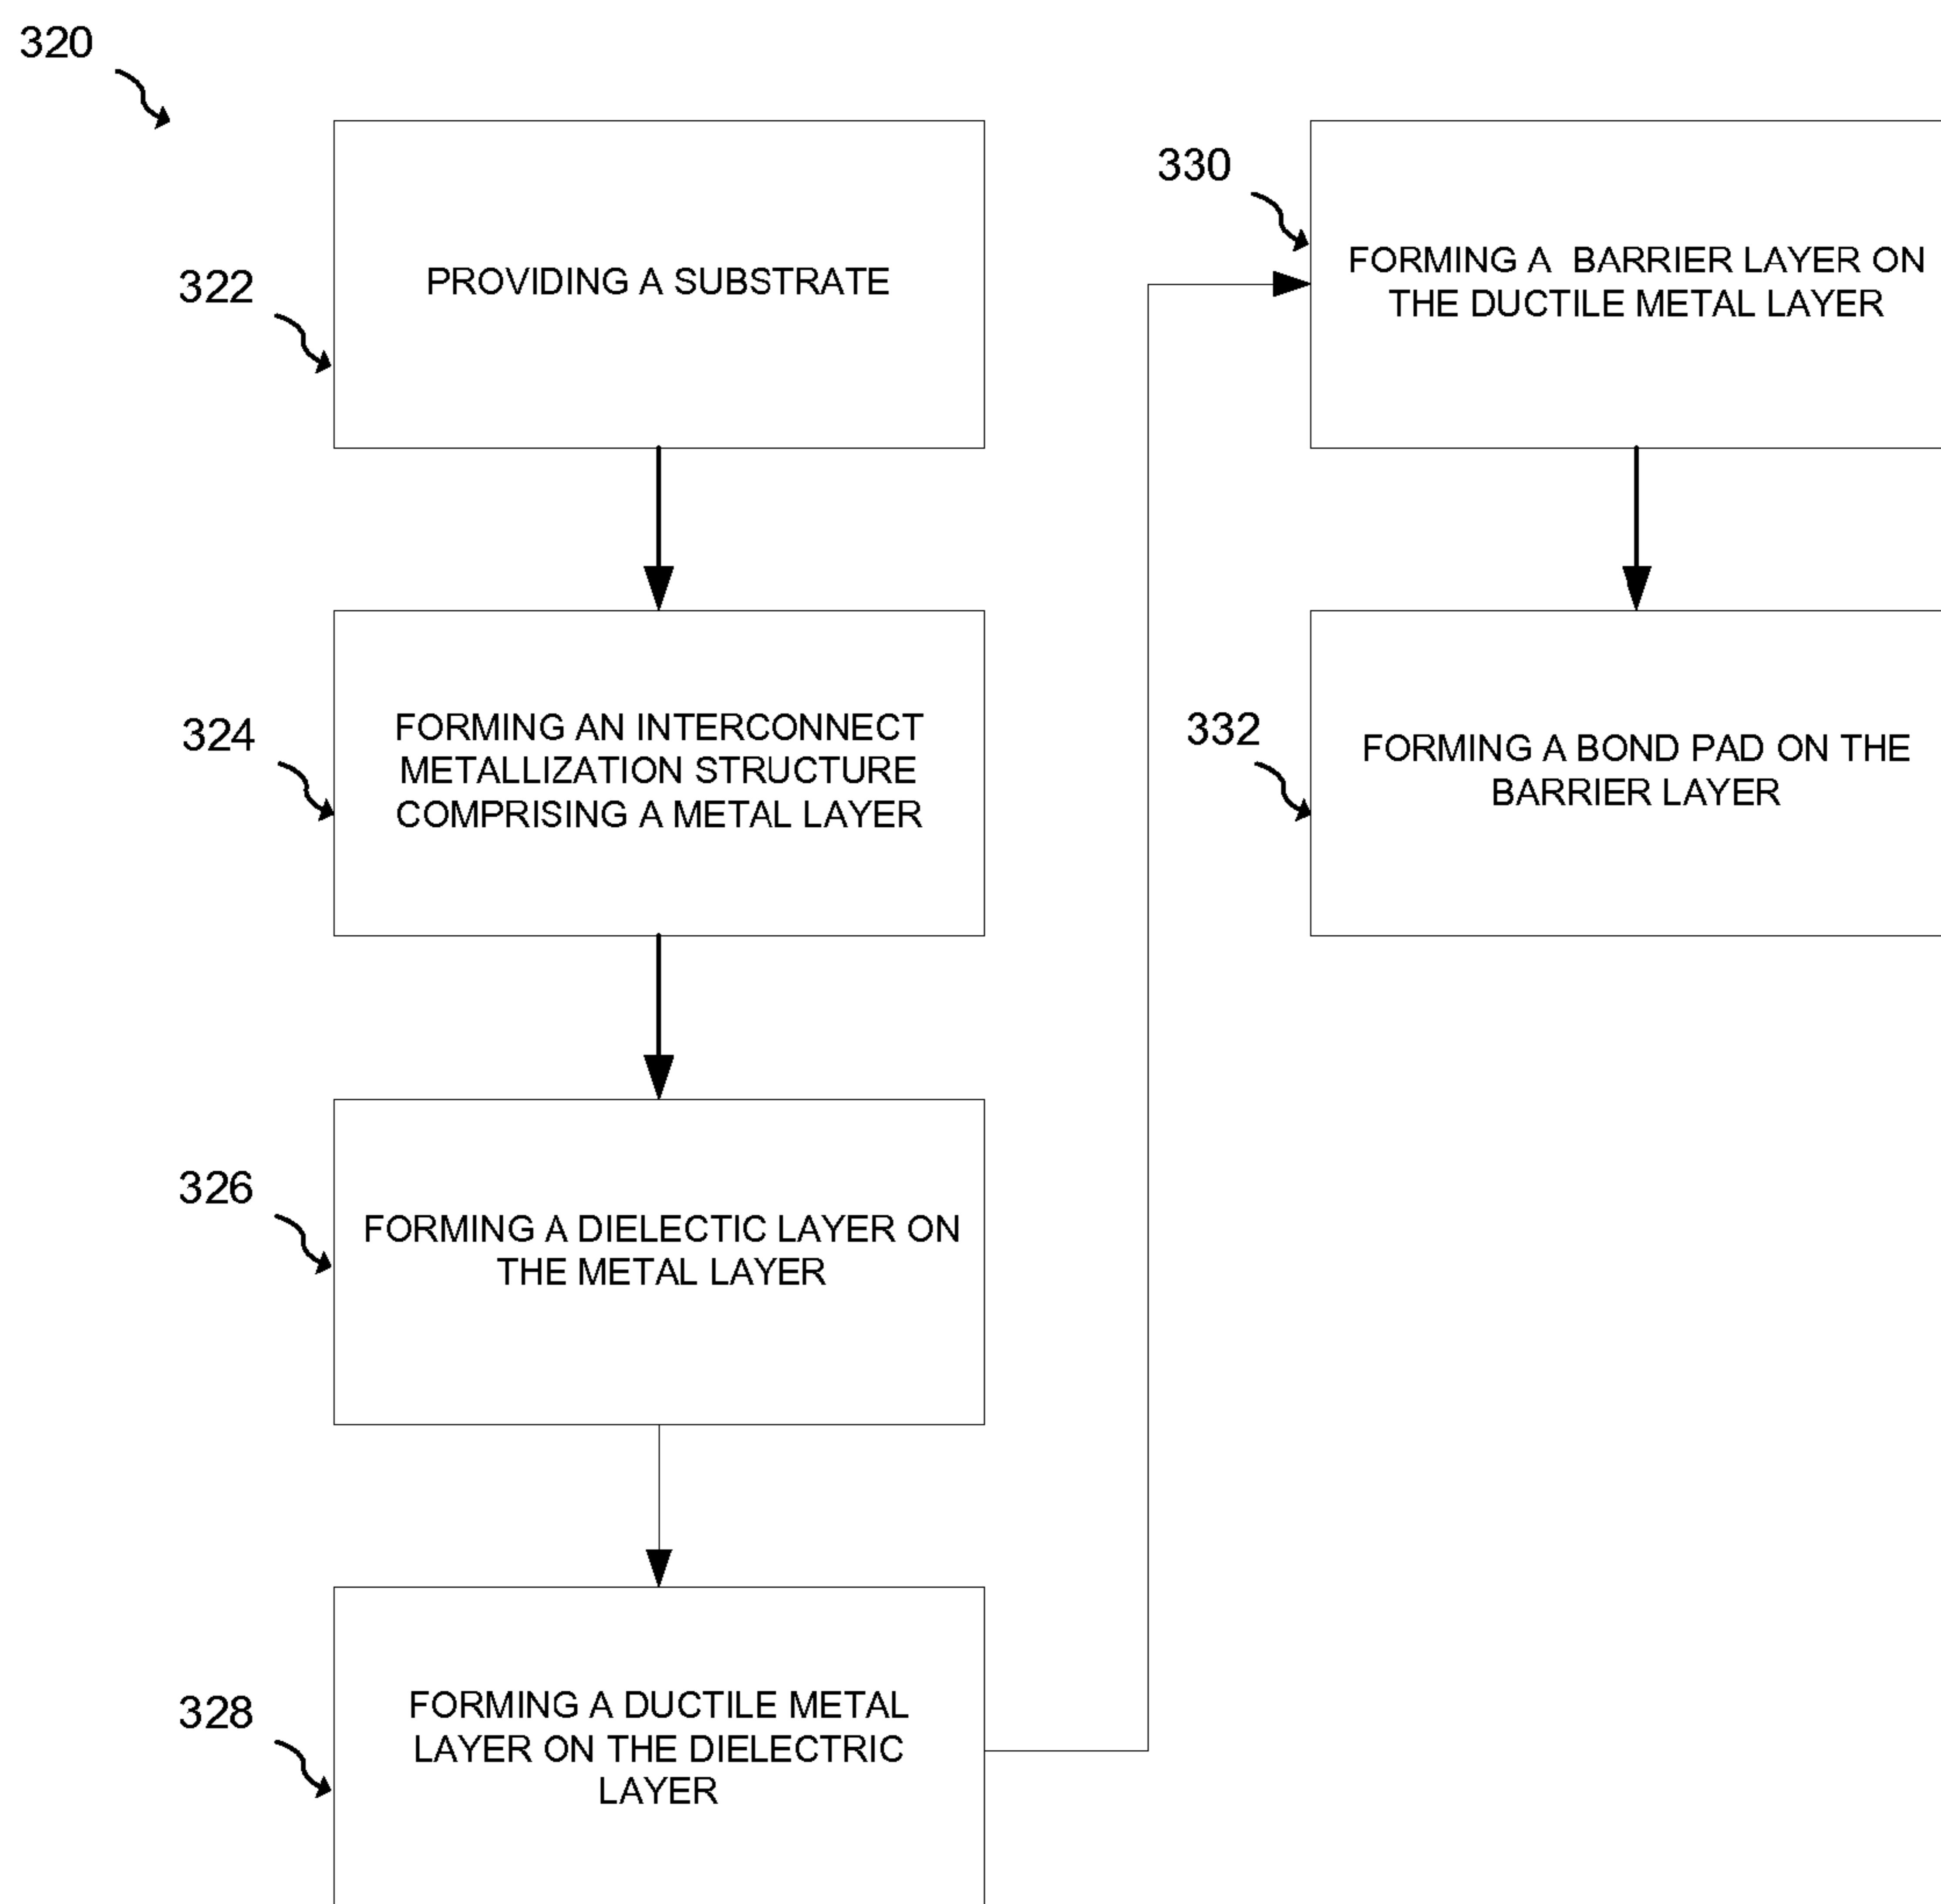 320
322
PROVIDING A SUBSTRATE
324
FORMING AN INTERCONNECT
METALLIZATION STRUCTURE
COMPRISING A METAL LAYER
326
FORMING A DIELECTIC LAYER ON
THE METAL LAYER
328
FORMING A DUCTILE METAL
LAYER ON THE DIELECTRIC
LAYER
330
FORMING A  BARRIER LAYER ON
THE DUCTILE METAL LAYER
332
FORMING A BOND PAD ON THE
BARRIER LAYER